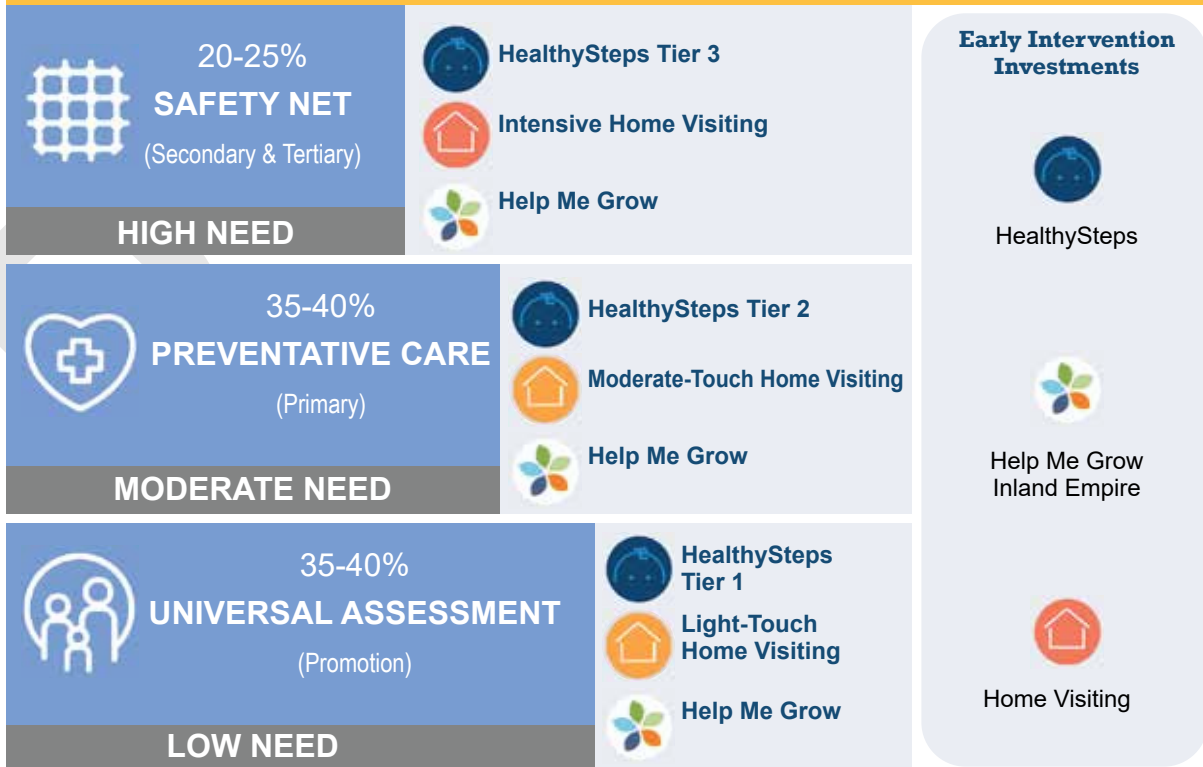 20-25%
SAFETY NET
(Secondary & Tertiary)
HIGH NEED
HealthySteps Tier 3
Intensive Home Visiting
Help Me Grow
35-40%
PREVENTATIVE CARE
(Primary)
MODERATE NEED
HealthySteps Tier 2
Moderate-Touch Home Visiting
Help Me Grow
35-40%
UNIVERSAL ASSESSMENT
(Promotion)
LOW NEED
HealthySteps
Tier 1
Light-Touch
Home Visiting
Help Me Grow
Early Intervention
Investments
HealthySteps
Help Me Grow
Inland Empire
Home Visiting